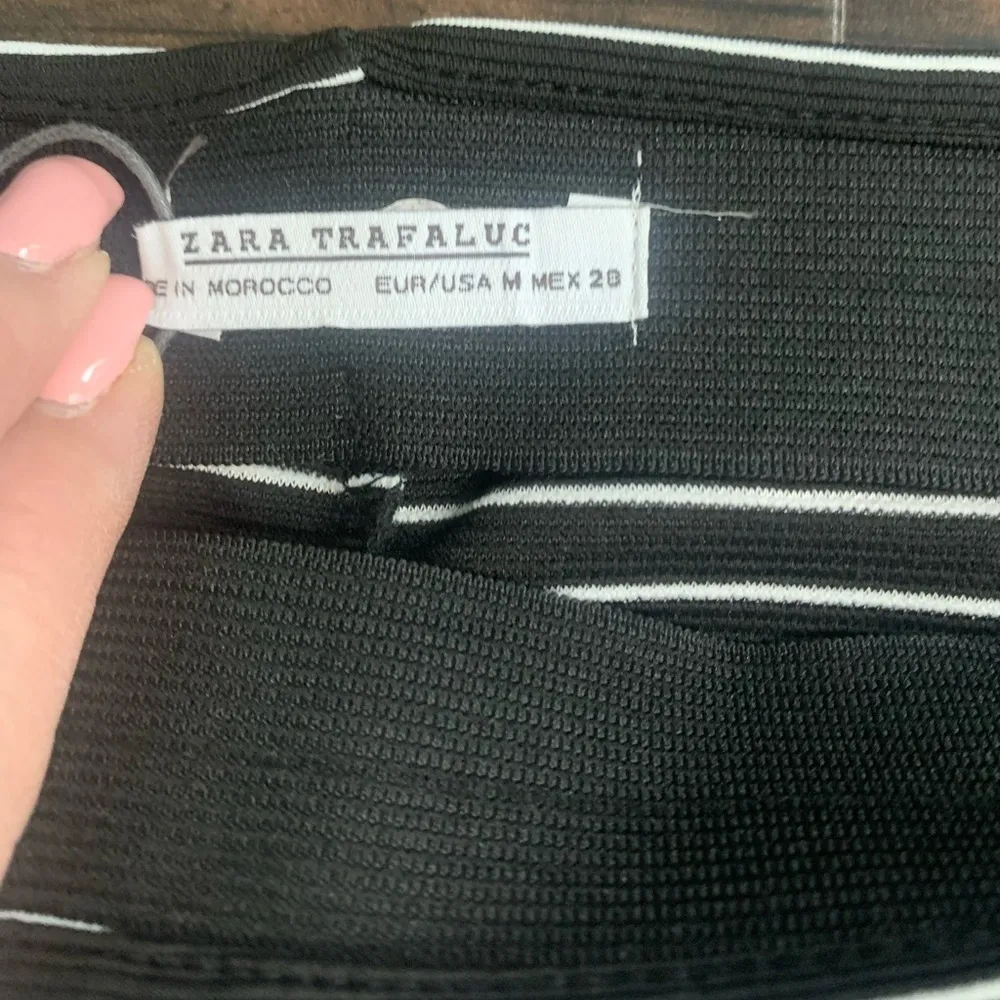 ZARA TRAFALUC
E IN MOROCCO EUR/USA M MEX 28